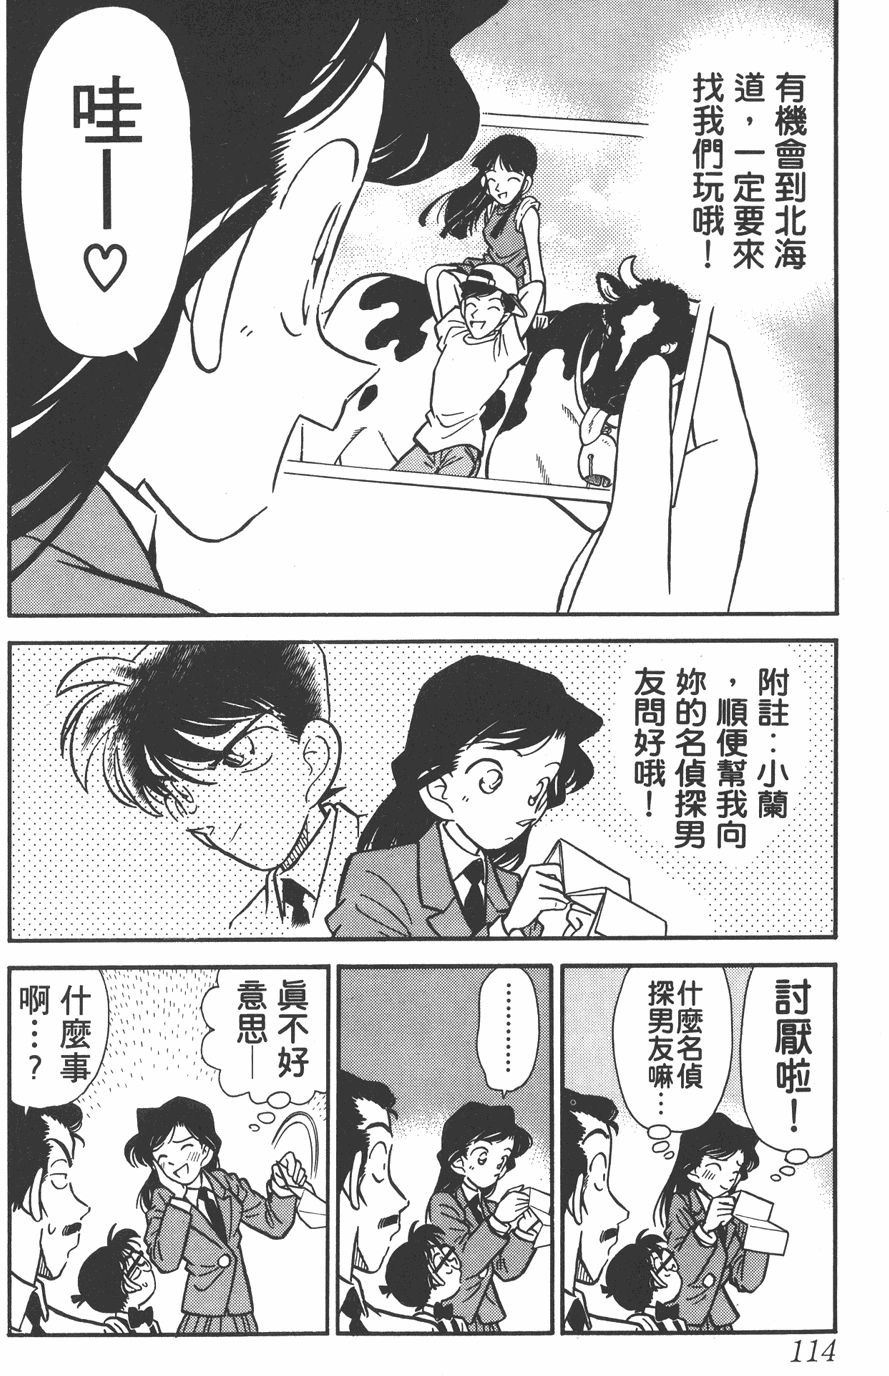 有機會到北海
道，一定要來
找我們玩哦！
哇—♡
附註：小蘭
，順便幫我向
妳的名偵探男
友問好哦！
討厭啦！
什麼名偵
探男友嘛…
………
眞不好
意思—
什麼事
啊…？
114